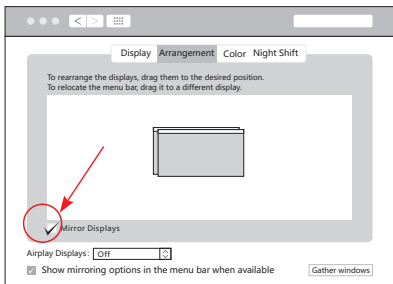 Display Arrangement Color Night Shift
To rearrange the displays, drag them to the desired position.
To relocate the menu bar, drag it to a different display.
Mirror Displays
Airplay Displays: Off
Show mirroring options in the menu bar when available
Gather windows